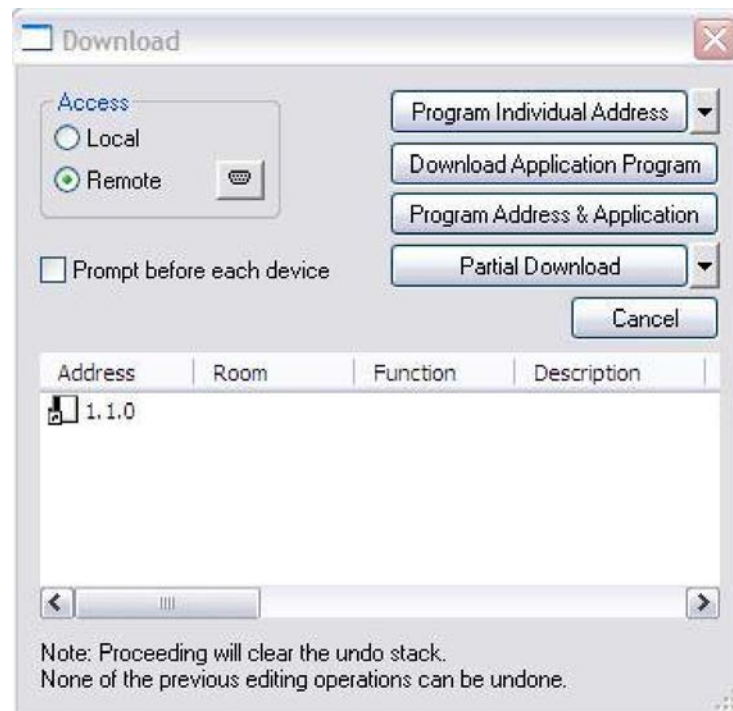 Download
Access
Local
Remote
Program Individual Address
Download Application Program
Program Address & Application
Prompt before each device
Partial Download
Cancel
Address Room Function Description
1.1.0
Note: Proceeding will clear the undo stack.
None of the previous editing operations can be undone.